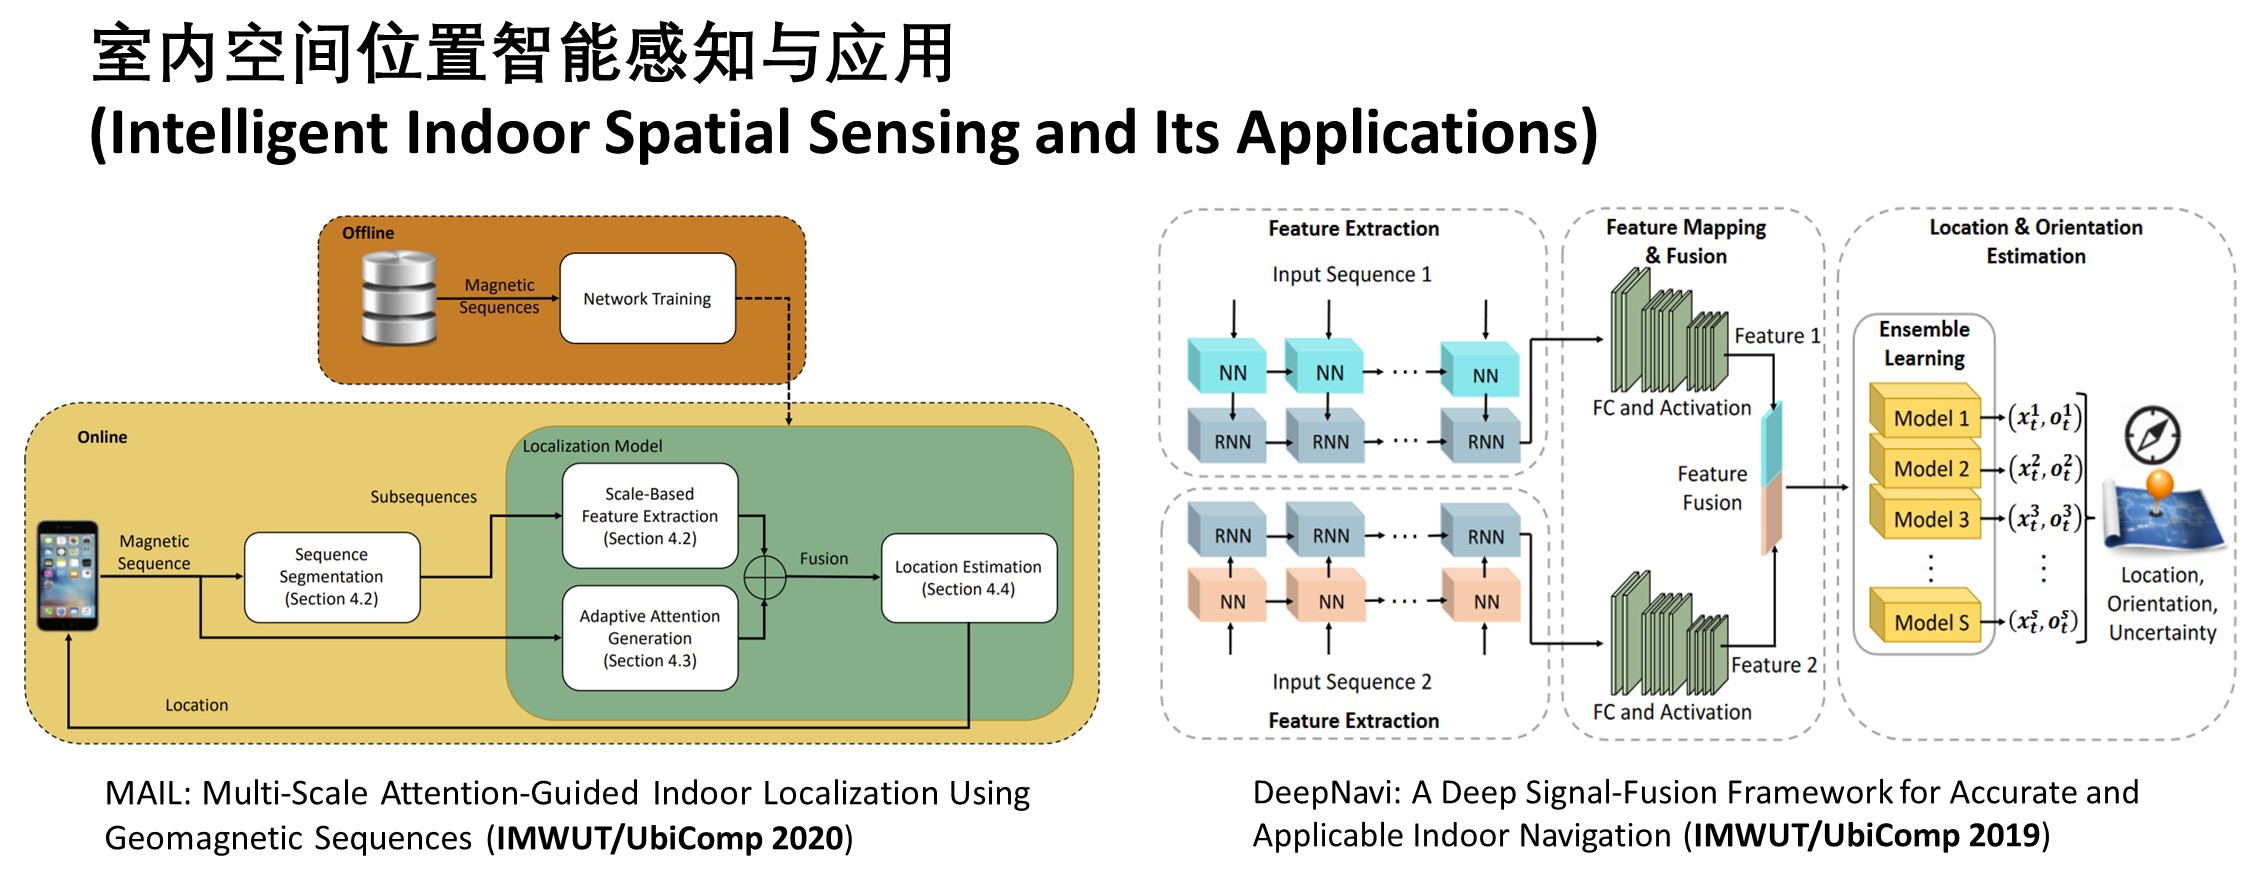 室内空间位置智能感知与应用
(Intelligent Indoor Spatial Sensing and Its Applications)
Offline
Magnetic
Sequences
Network Training
Online
Localization Model
Subsequences
Scale-Based
Feature Extraction
(Section 4.2)
Magnetic
Sequence
Sequence
Segmentation
(Section 4.2)
Fusion
Location Estimation
(Section 4.4)
Adaptive Attention
Generation
(Section 4.3)
Location
MAIL: Multi-Scale Attention-Guided Indoor Localization Using
Geomagnetic Sequences (IMWUT/UbiComp 2020)
Feature Extraction
Input Sequence 1
NN NN ··· NN
RNN RNN ··· RNN
RNN RNN ··· RNN
NN NN ··· NN
Input Sequence 2
Feature Extraction
Feature Mapping
& Fusion
Feature 1
FC and Activation
Feature
Fusion
Feature 2
FC and Activation
Location & Orientation
Estimation
Ensemble
Learning
Model 1 (x_t^1, o_t^1)
Model 2 (x_t^2, o_t^2)
Model 3 (x_t^3, o_t^3)
⋮ ⋮
Model S (x_t^s, o_t^s)
Location,
Orientation,
Uncertainty
DeepNavi: A Deep Signal-Fusion Framework for Accurate and
Applicable Indoor Navigation (IMWUT/UbiComp 2019)